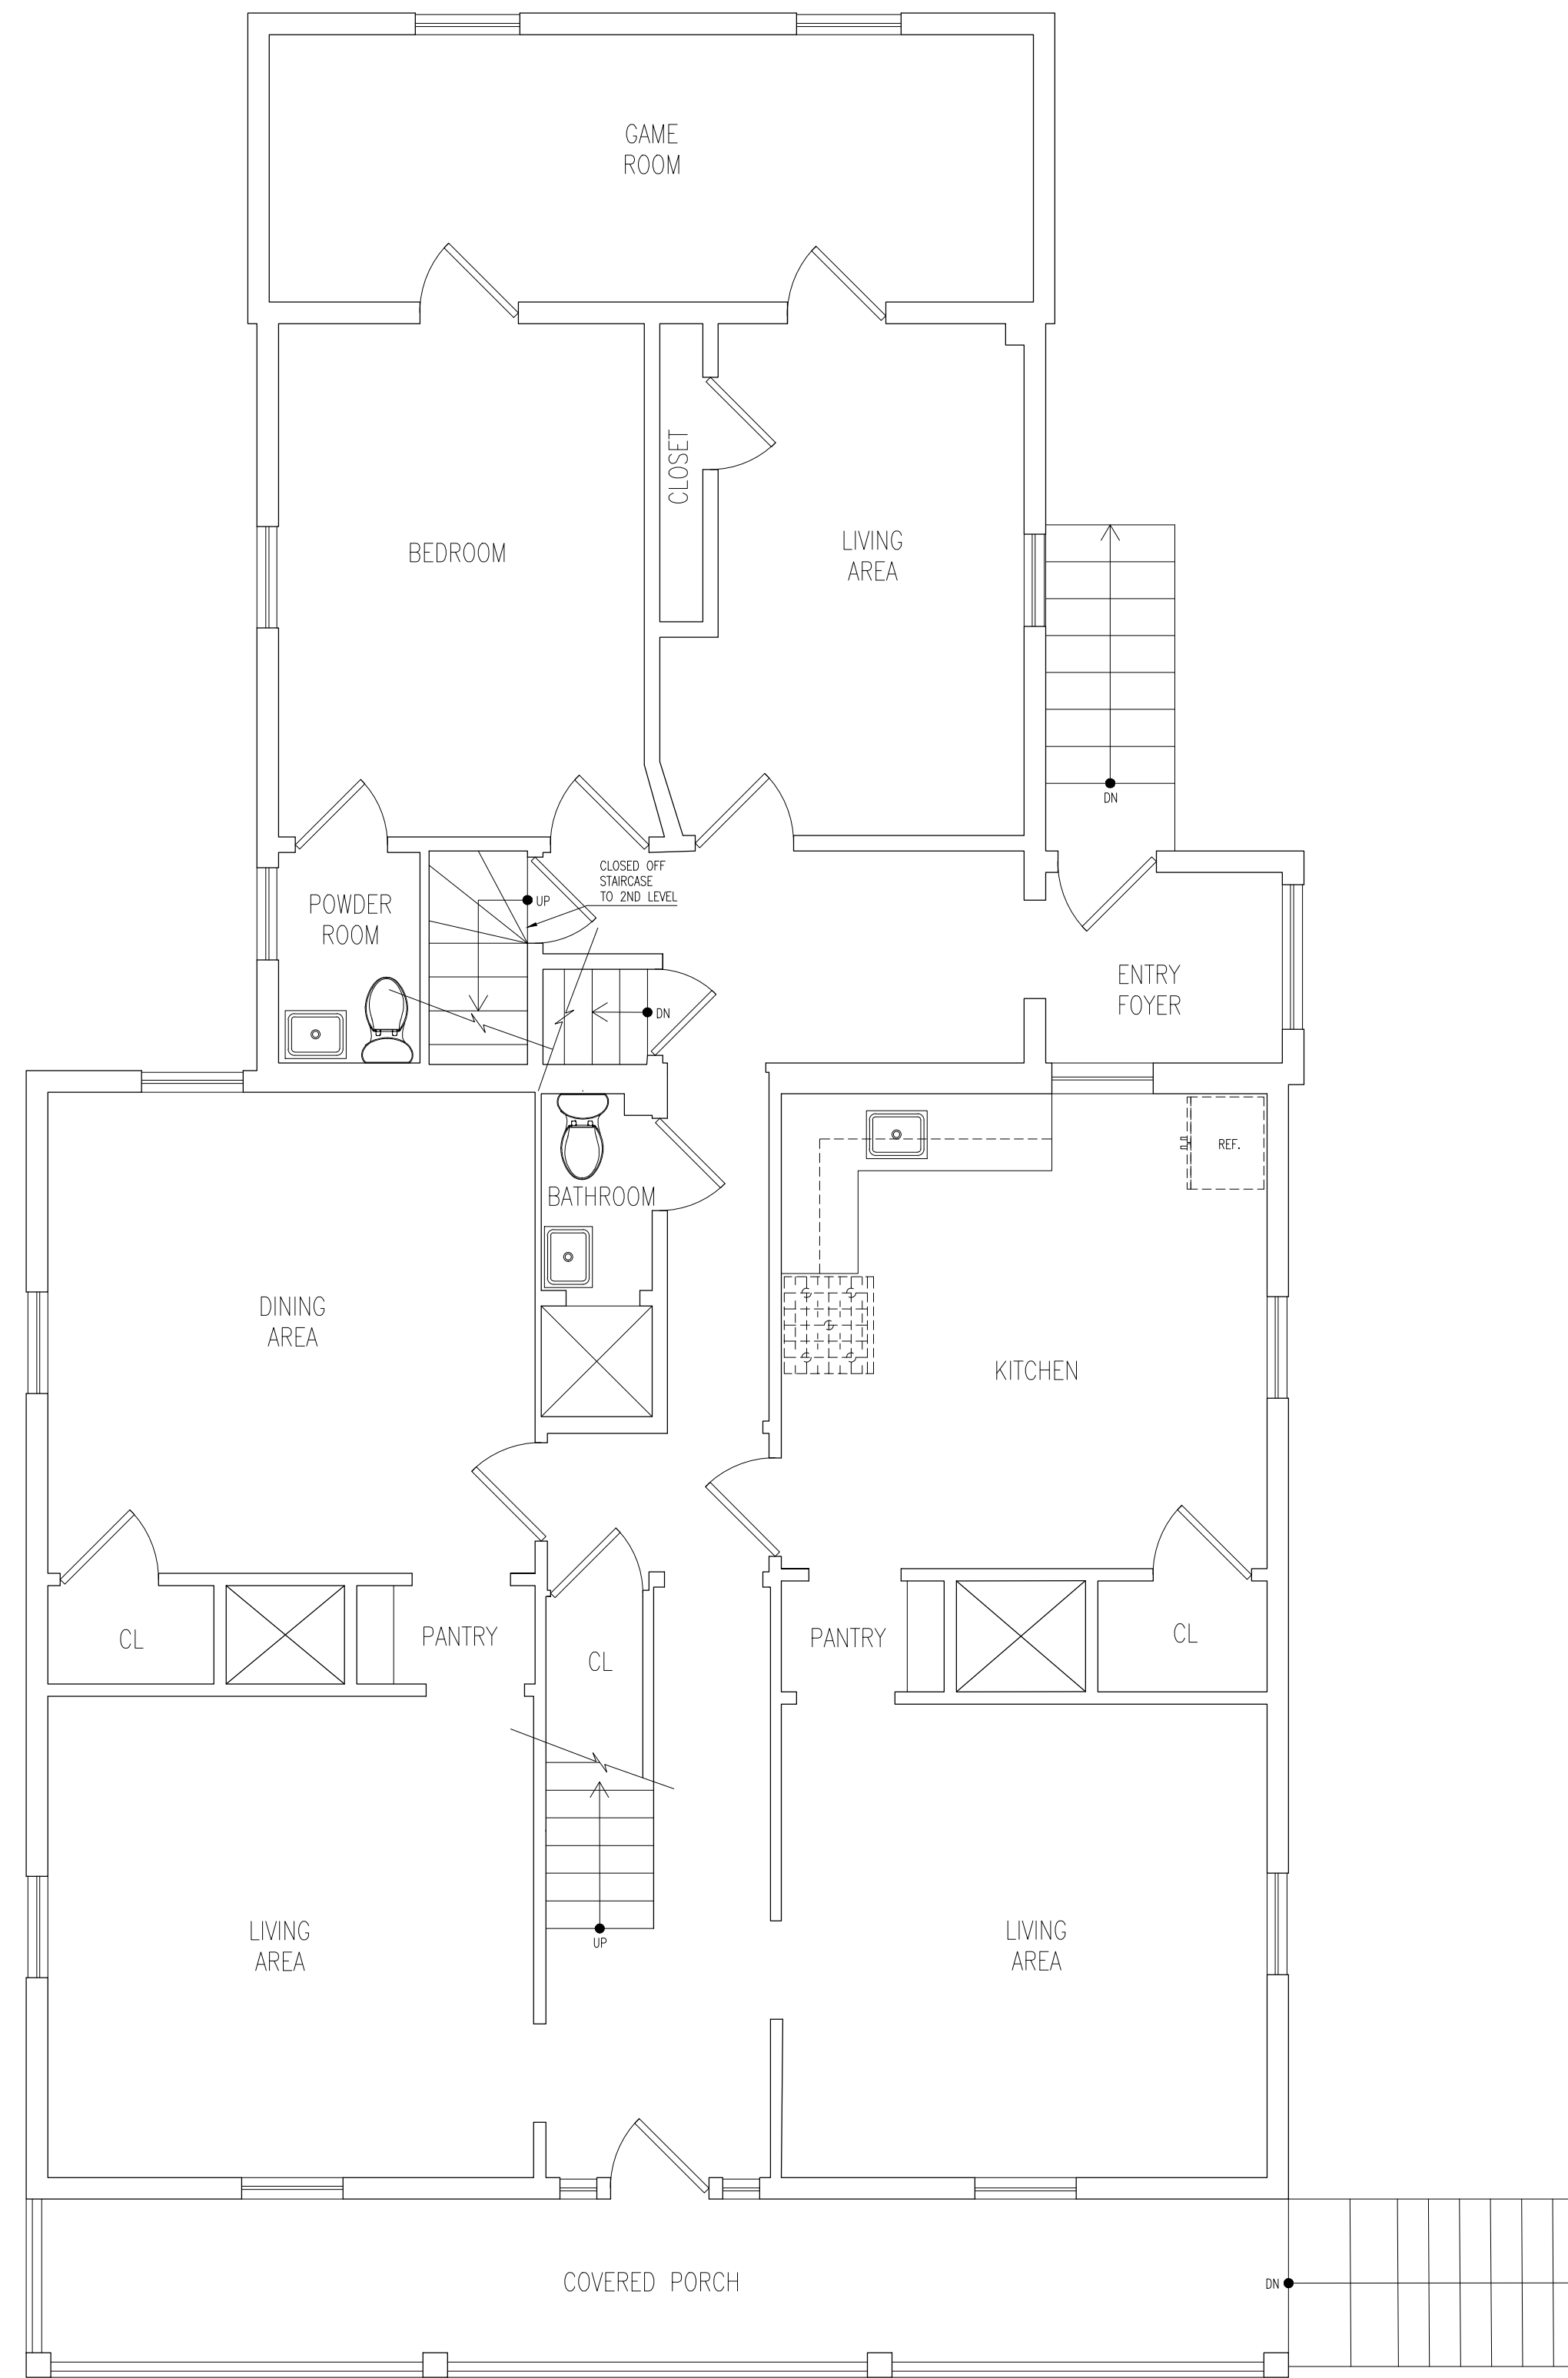 GAME
ROOM
CLOSET
BEDROOM
LIVING
AREA
DN
CLOSED OFF
STAIRCASE
TO 2ND LEVEL
UP
POWDER
ROOM
ENTRY
FOYER
DN
REF.
BATHROOM
DINING
AREA
KITCHEN
CL
PANTRY
CL
PANTRY
CL
LIVING
AREA
UP
LIVING
AREA
COVERED PORCH
DN